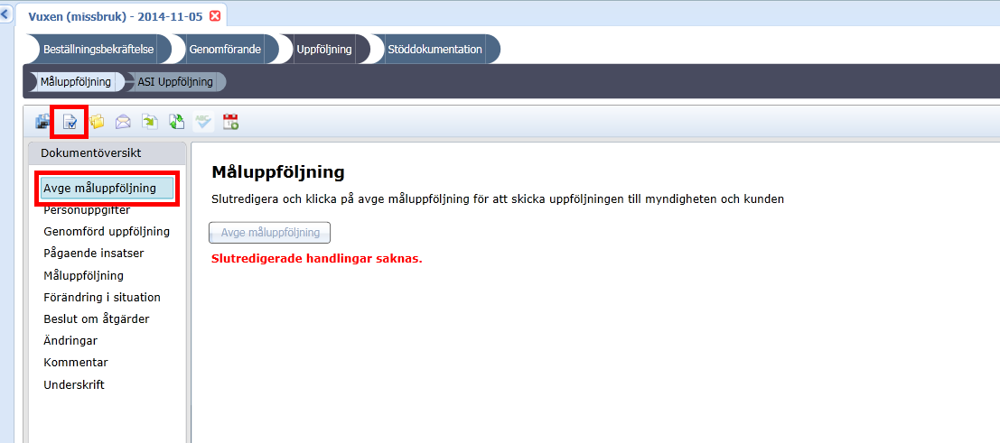 Vuxen (missbruk) - 2014-11-05
Beställningsbekräftelse Genomförande Uppföljning Stöddokumentation
Måluppföljning ASI Uppföljning
ABC
Dokumentöversikt
Avge måluppföljning
Personuppgifter
Genomförd uppföljning
Pågaende insatser
Måluppföljning
Förändring i situation
Beslut om åtgärder
Ändringar
Kommentar
Underskrift
Måluppföljning
Slutredigera och klicka på avge måluppföljning för att skicka uppföljningen till myndigheten och kunden
Avge måluppföljning
Slutredigerade handlingar saknas.